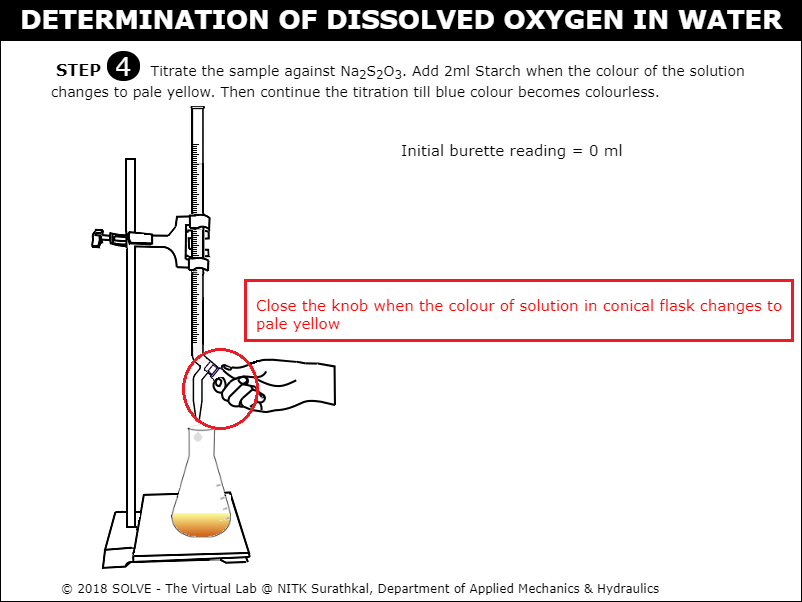 DETERMINATION OF DISSOLVED OXYGEN IN WATER
STEP 4 Titrate the sample against Na₂S₂O₃. Add 2ml Starch when the colour of the solution
changes to pale yellow. Then continue the titration till blue colour becomes colourless.
Initial burette reading = 0 ml
Close the knob when the colour of solution in conical flask changes to
pale yellow
© 2018 SOLVE - The Virtual Lab @ NITK Surathkal, Department of Applied Mechanics & Hydraulics